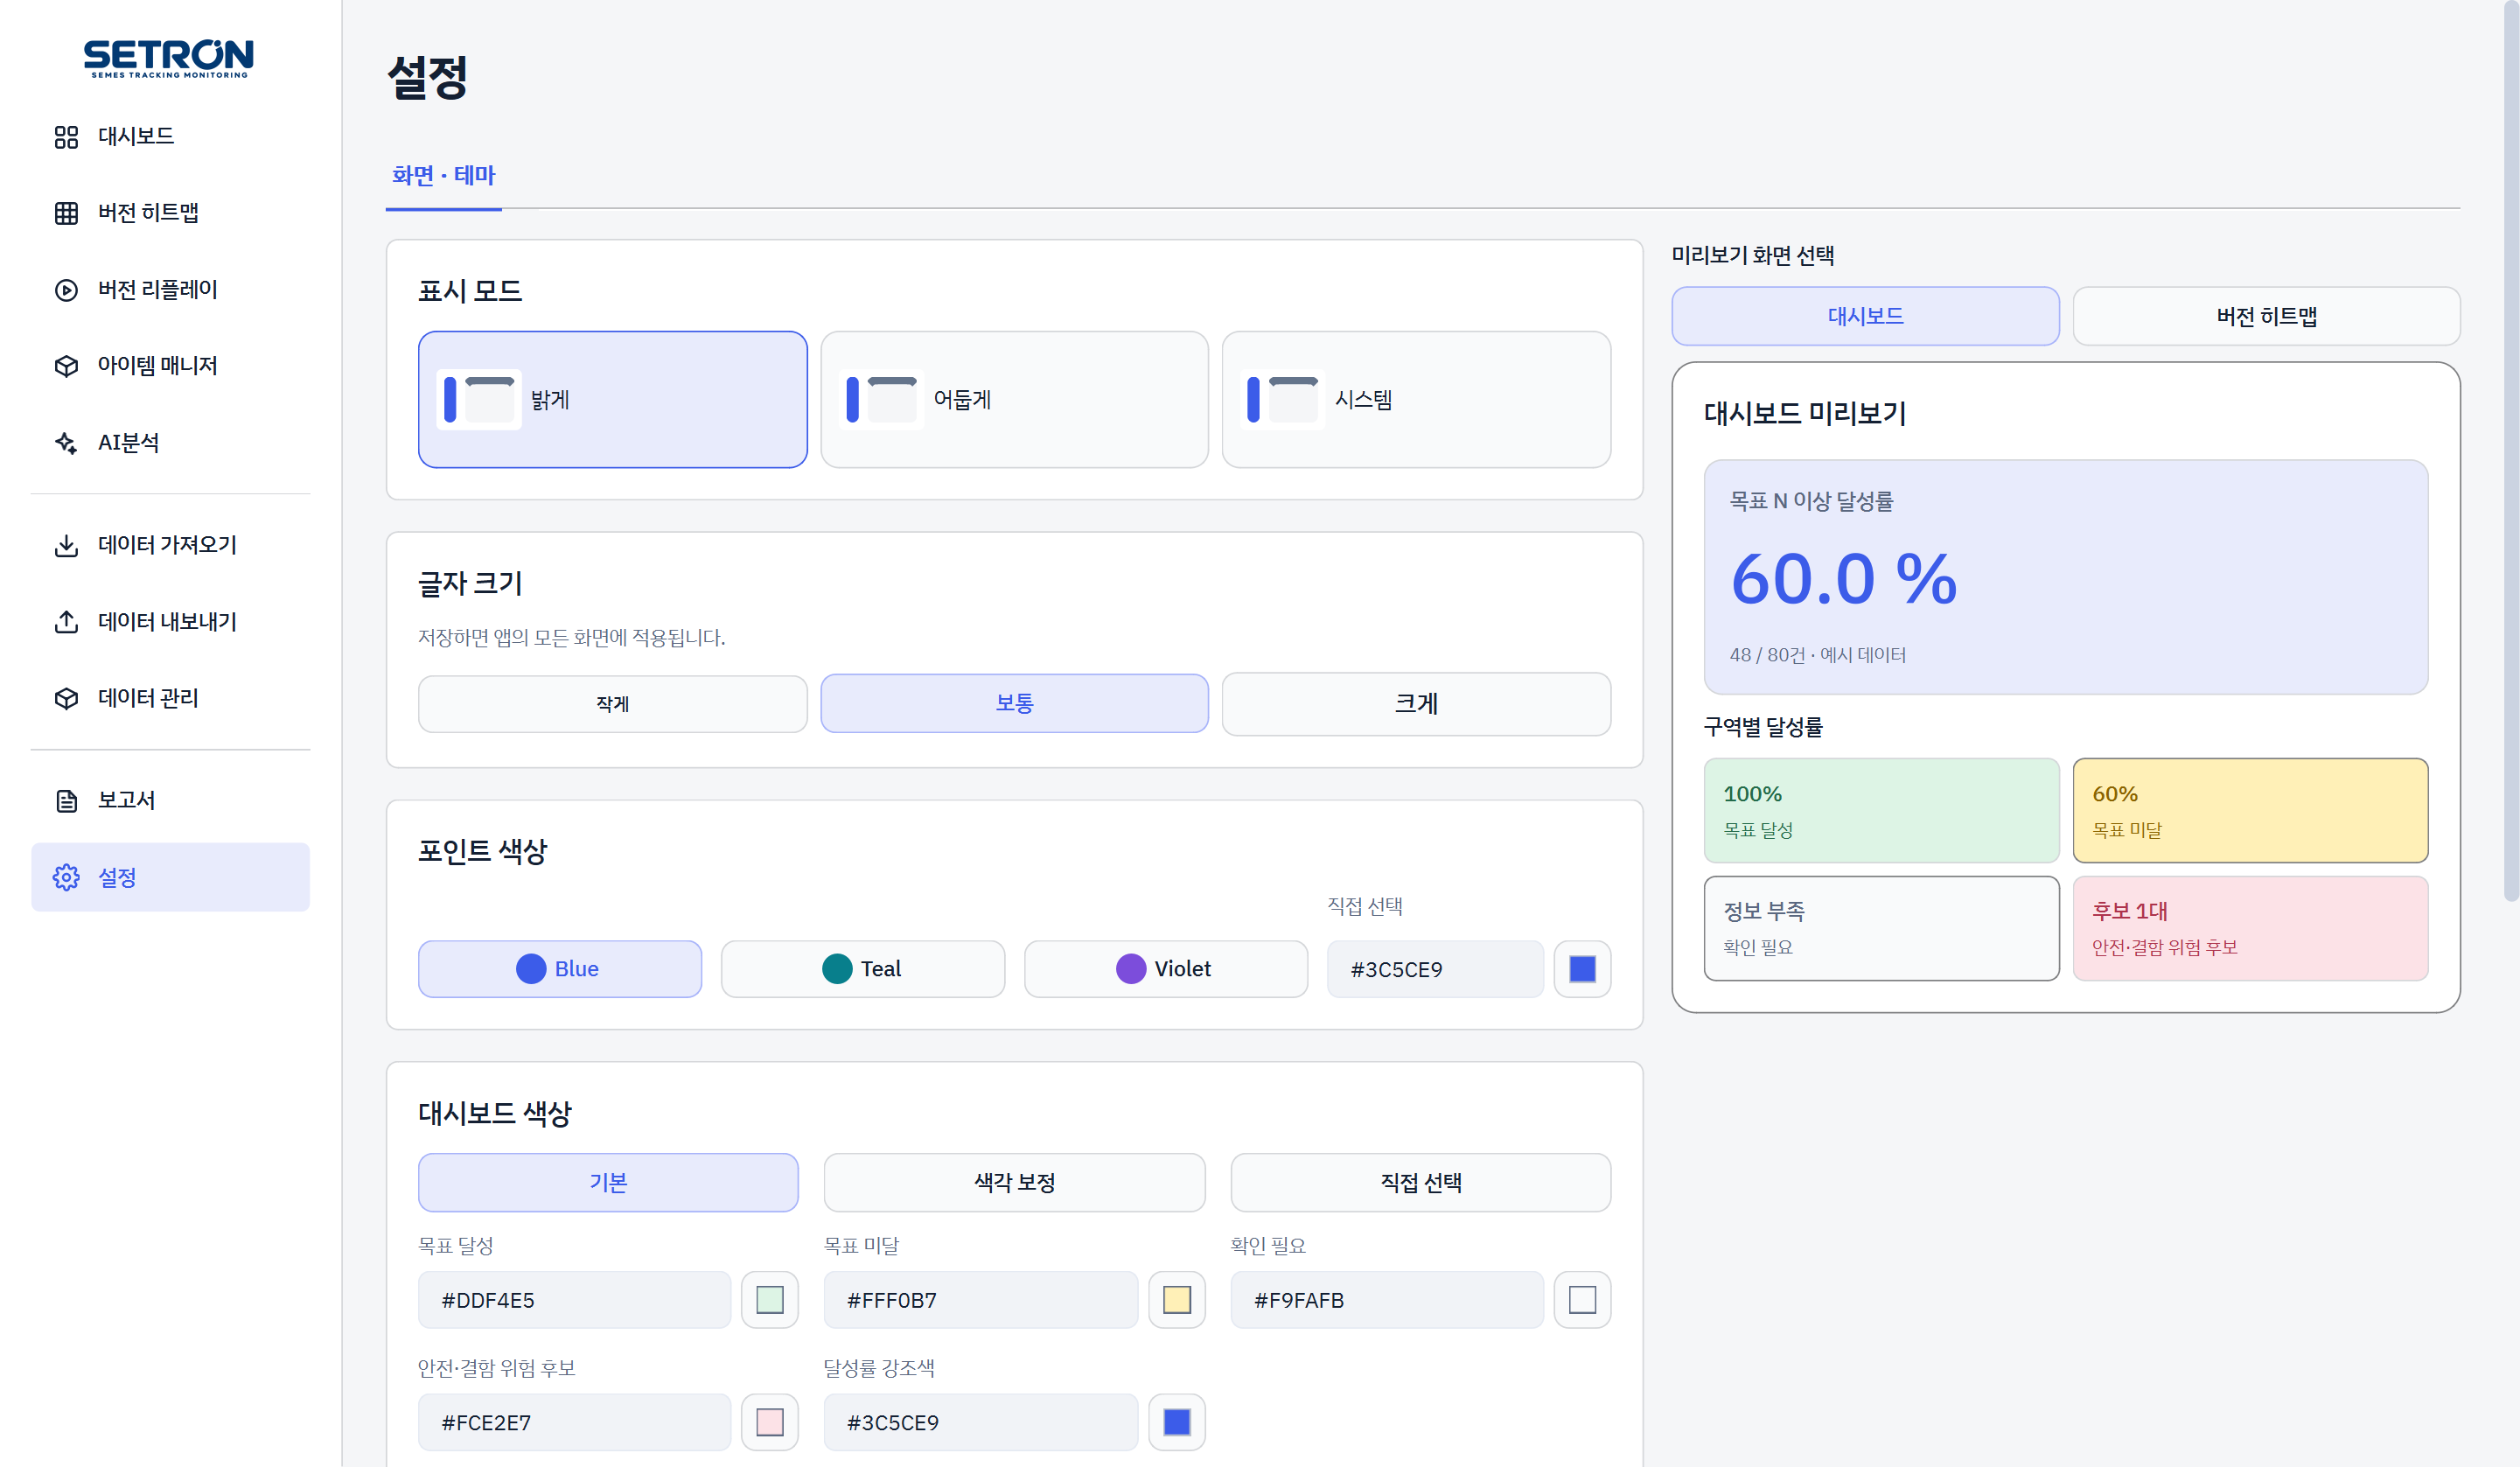 SETRON
SEMES TRACKING MONITORING
대시보드
버전 히트맵
버전 리플레이
아이템 매니저
AI분석
데이터 가져오기
데이터 내보내기
데이터 관리
보고서
설정
설정
화면 · 테마
표시 모드
밝게
어둡게
시스템
글자 크기
저장하면 앱의 모든 화면에 적용됩니다.
작게
보통
크게
포인트 색상
직접 선택
Blue
Teal
Violet
#3C5CE9
대시보드 색상
기본
색각 보정
직접 선택
목표 달성
목표 미달
확인 필요
#DDF4E5
#FFF0B7
#F9FAFB
안전·결함 위험 후보
달성률 강조색
#FCE2E7
#3C5CE9
미리보기 화면 선택
대시보드
버전 히트맵
대시보드 미리보기
목표 N 이상 달성률
60.0 %
48 / 80건 · 예시 데이터
구역별 달성률
100%
목표 달성
60%
목표 미달
정보 부족
확인 필요
후보 1대
안전·결함 위험 후보